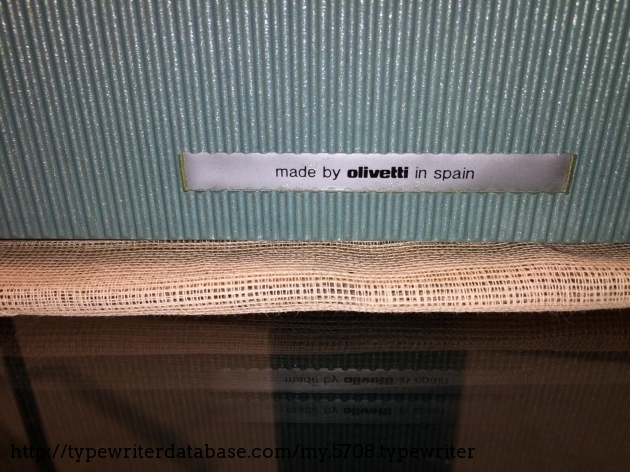 made by olivetti in spain
http://typewriterdatabase.com/my.5708.typewriter